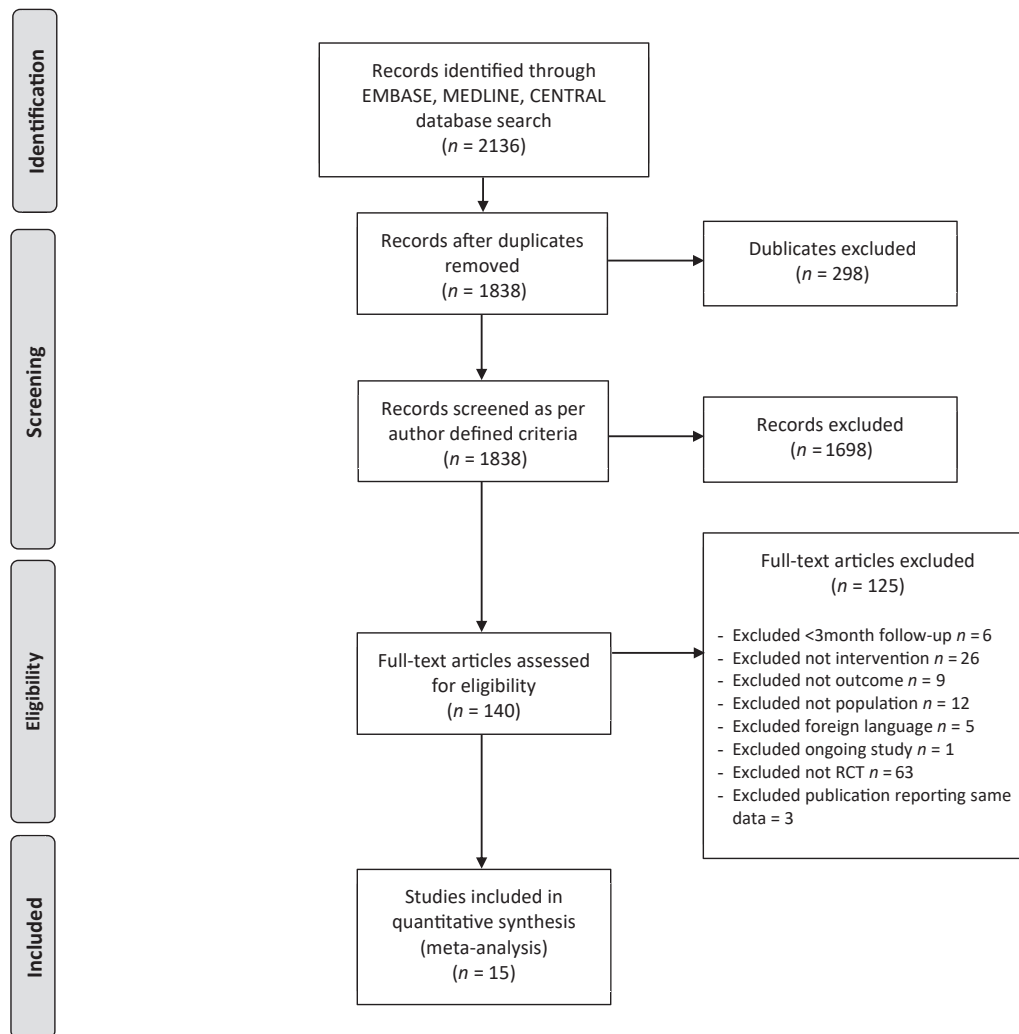 Identification
Records identified through
EMBASE, MEDLINE, CENTRAL
database search
(n = 2136)
Screening
Records after duplicates
removed
(n = 1838)
Dublicates excluded
(n = 298)
Records screened as per
author defined criteria
(n = 1838)
Records excluded
(n = 1698)
Eligibility
Full-text articles assessed
for eligibility
(n = 140)
Full-text articles excluded
(n = 125)
- Excluded <3month follow-up n = 6
- Excluded not intervention n = 26
- Excluded not outcome n = 9
- Excluded not population n = 12
- Excluded foreign language n = 5
- Excluded ongoing study n = 1
- Excluded not RCT n = 63
- Excluded publication reporting same
data = 3
Included
Studies included in
quantitative synthesis
(meta-analysis)
(n = 15)